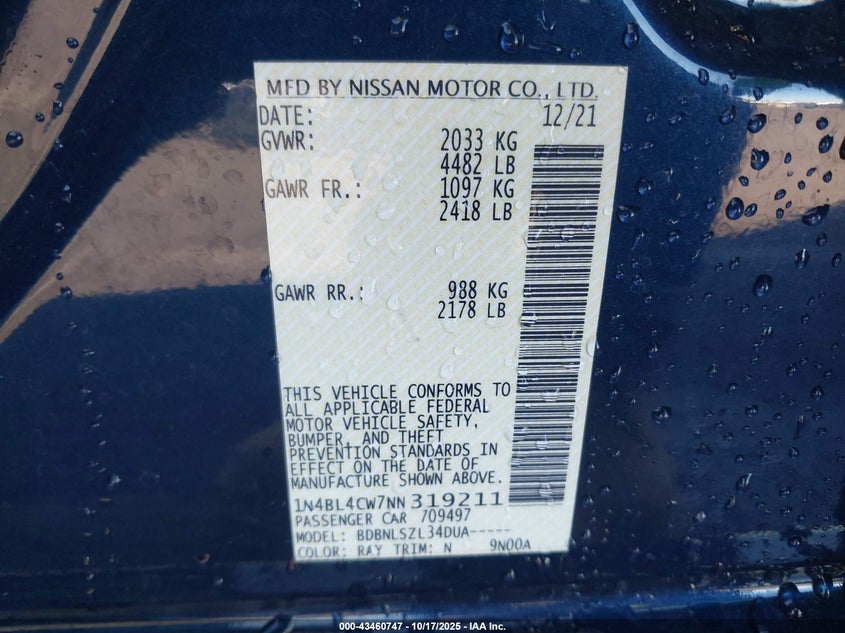 MFD BY NISSAN MOTOR CO., LTD.
DATE: 12/21
GVWR: 2033 KG
4482 LB
GAWR FR.: 1097 KG
2418 LB
GAWR RR.: 988 KG
2178 LB
THIS VEHICLE CONFORMS TO
ALL APPLICABLE FEDERAL
MOTOR VEHICLE SAFETY,
BUMPER, AND THEFT
PREVENTION STANDARDS IN
EFFECT ON THE DATE OF
MANUFACTURE SHOWN ABOVE.
1N4BL4CW7NN319211
PASSENGER CAR 709497
MODEL: BDBNLSZL34DUA-----
COLOR: RAY TRIM: N 9N00A
000-43460747 - 10/17/2025 - IAA Inc.